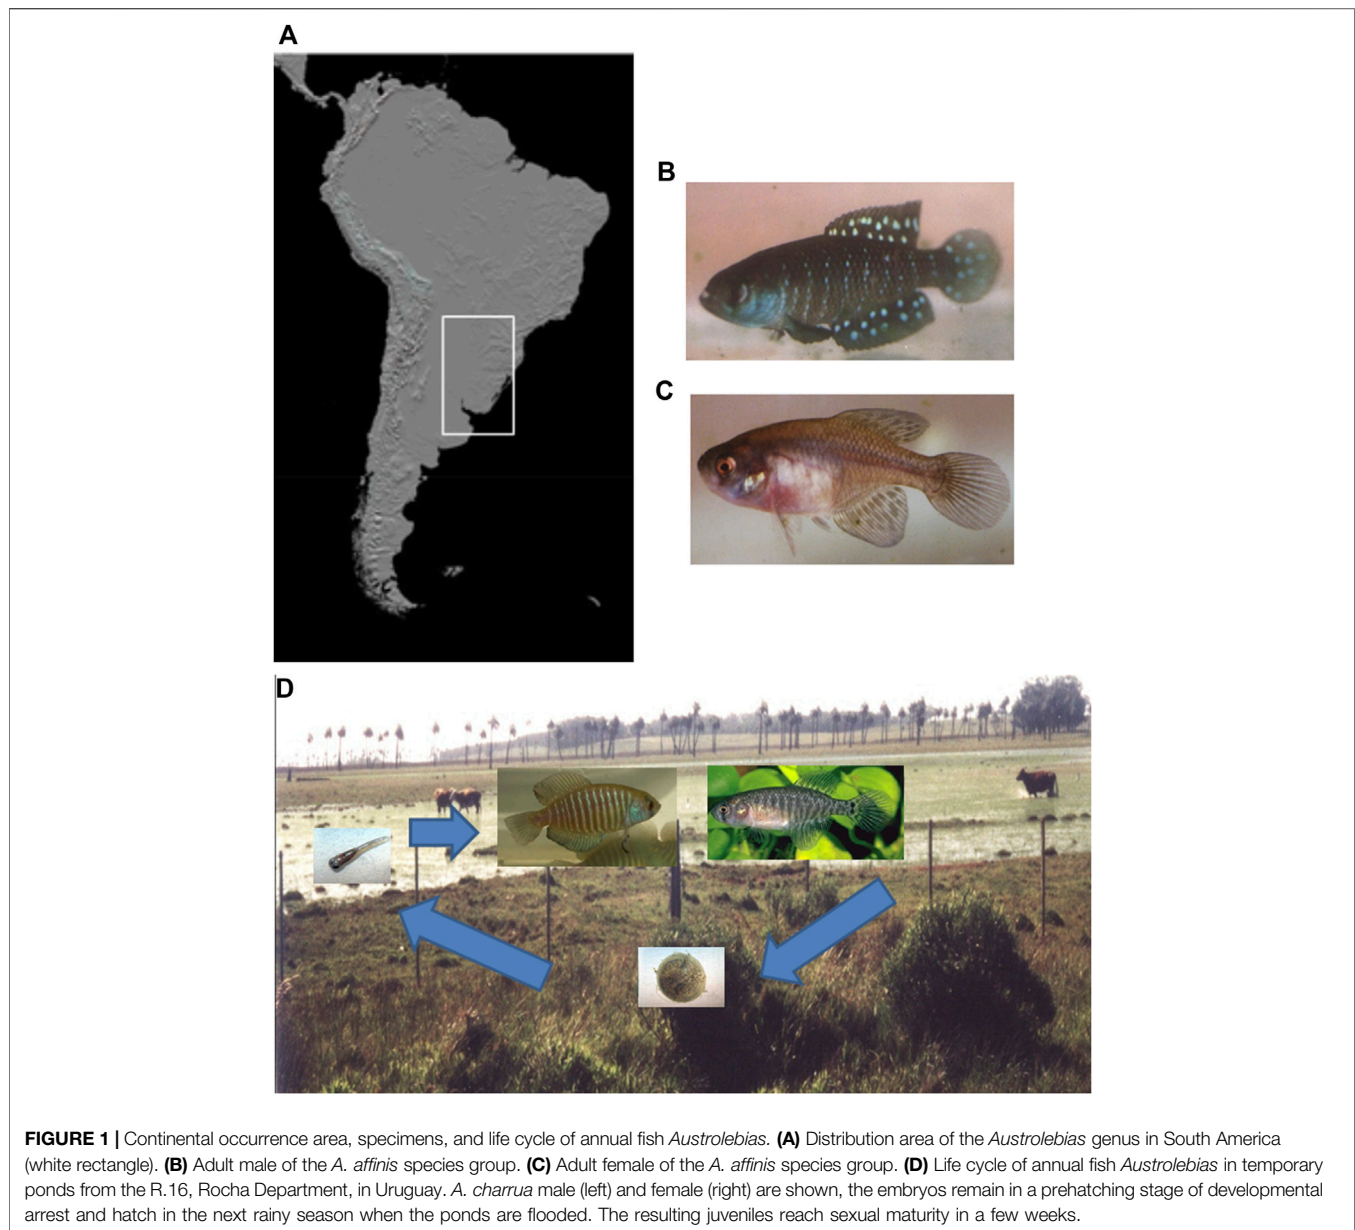 A
B
C
D
FIGURE 1 | Continental occurrence area, specimens, and life cycle of annual fish Austrolebias. (A) Distribution area of the Austrolebias genus in South America
(white rectangle). (B) Adult male of the A. affinis species group. (C) Adult female of the A. affinis species group. (D) Life cycle of annual fish Austrolebias in temporary
ponds from the R.16, Rocha Department, in Uruguay. A. charrua male (left) and female (right) are shown, the embryos remain in a prehatching stage of developmental
arrest and hatch in the next rainy season when the ponds are flooded. The resulting juveniles reach sexual maturity in a few weeks.